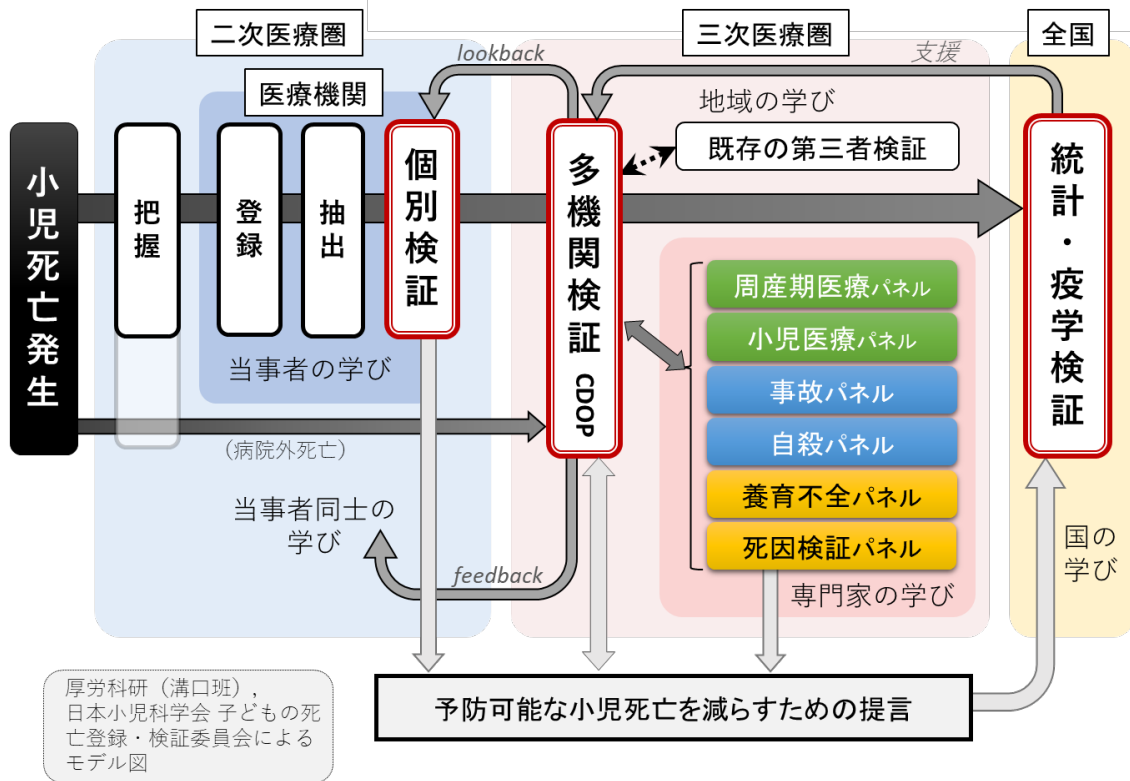 二次医療圏
三次医療圏
全国
lookback
支援
医療機関
地域の学び
小児死亡発生
把握
登録
抽出
個別検証
多機関検証 CDOP
既存の第三者検証
統計・疫学検証
周産期医療パネル
小児医療パネル
事故パネル
自殺パネル
養育不全パネル
死因検証パネル
当事者の学び
(病院外死亡)
当事者同士の
学び
feedback
専門家の学び
国の
学び
予防可能な小児死亡を減らすための提言
厚労科研（溝口班）,
日本小児科学会 子どもの死
亡登録・検証委員会による
モデル図